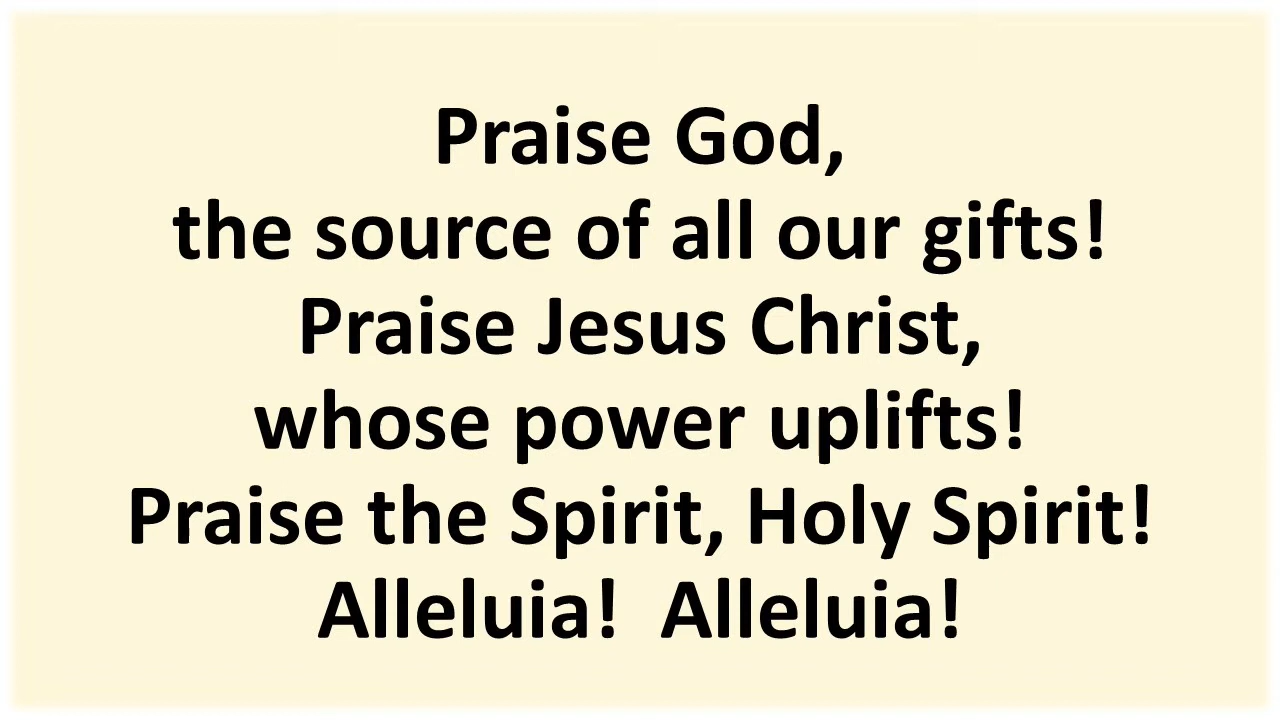 Praise God,
the source of all our gifts!
Praise Jesus Christ,
whose power uplifts!
Praise the Spirit, Holy Spirit!
Alleluia!  Alleluia!